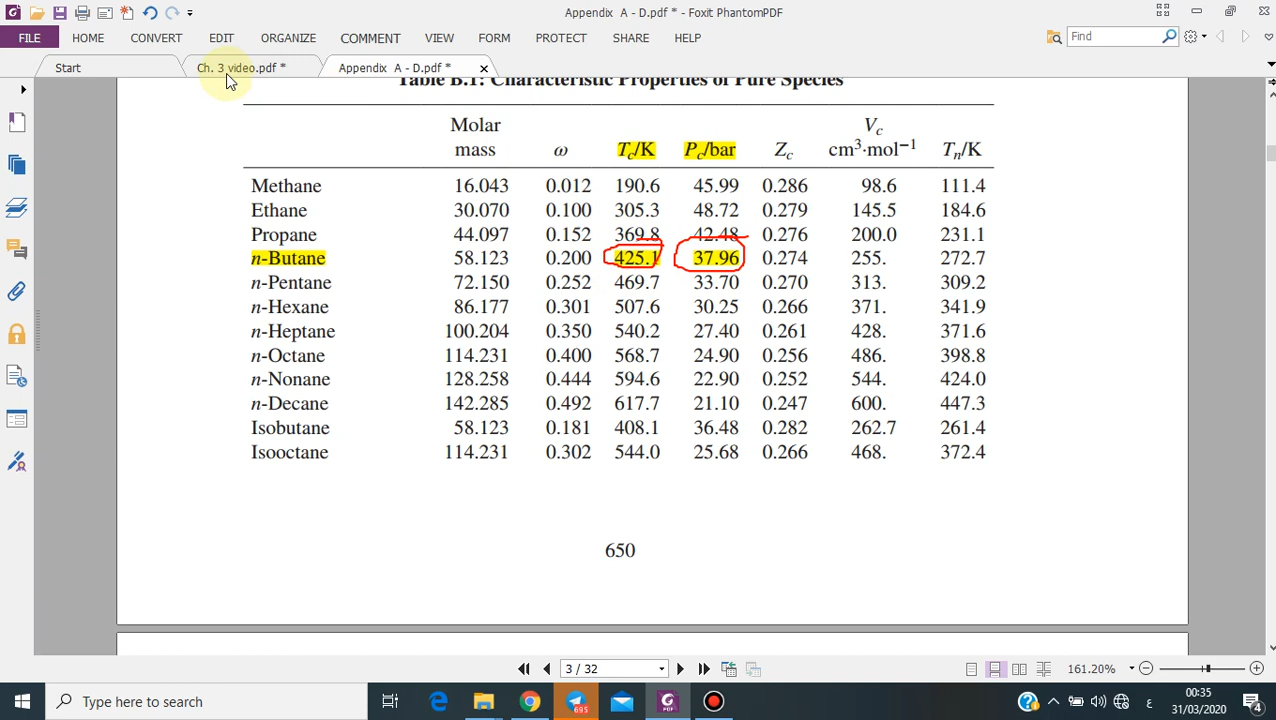 Appendix A - D.pdf * - Foxit PhantomPDF
FILE HOME CONVERT EDIT ORGANIZE COMMENT VIEW FORM PROTECT SHARE HELP Find
Start Ch. 3 video.pdf * Appendix A - D.pdf *
Table B.1: Characteristic Properties of Pure Species
Molar Vc
mass ω Tc/K Pc/bar Zc cm³·mol⁻¹ Tn/K
Methane 16.043 0.012 190.6 45.99 0.286 98.6 111.4
Ethane 30.070 0.100 305.3 48.72 0.279 145.5 184.6
Propane 44.097 0.152 369.8 42.48 0.276 200.0 231.1
n-Butane 58.123 0.200 425.1 37.96 0.274 255. 272.7
n-Pentane 72.150 0.252 469.7 33.70 0.270 313. 309.2
n-Hexane 86.177 0.301 507.6 30.25 0.266 371. 341.9
n-Heptane 100.204 0.350 540.2 27.40 0.261 428. 371.6
n-Octane 114.231 0.400 568.7 24.90 0.256 486. 398.8
n-Nonane 128.258 0.444 594.6 22.90 0.252 544. 424.0
n-Decane 142.285 0.492 617.7 21.10 0.247 600. 447.3
Isobutane 58.123 0.181 408.1 36.48 0.282 262.7 261.4
Isooctane 114.231 0.302 544.0 25.68 0.266 468. 372.4
650
3 / 32 161.20%
Type here to search 695 ع 00:35
31/03/2020 4